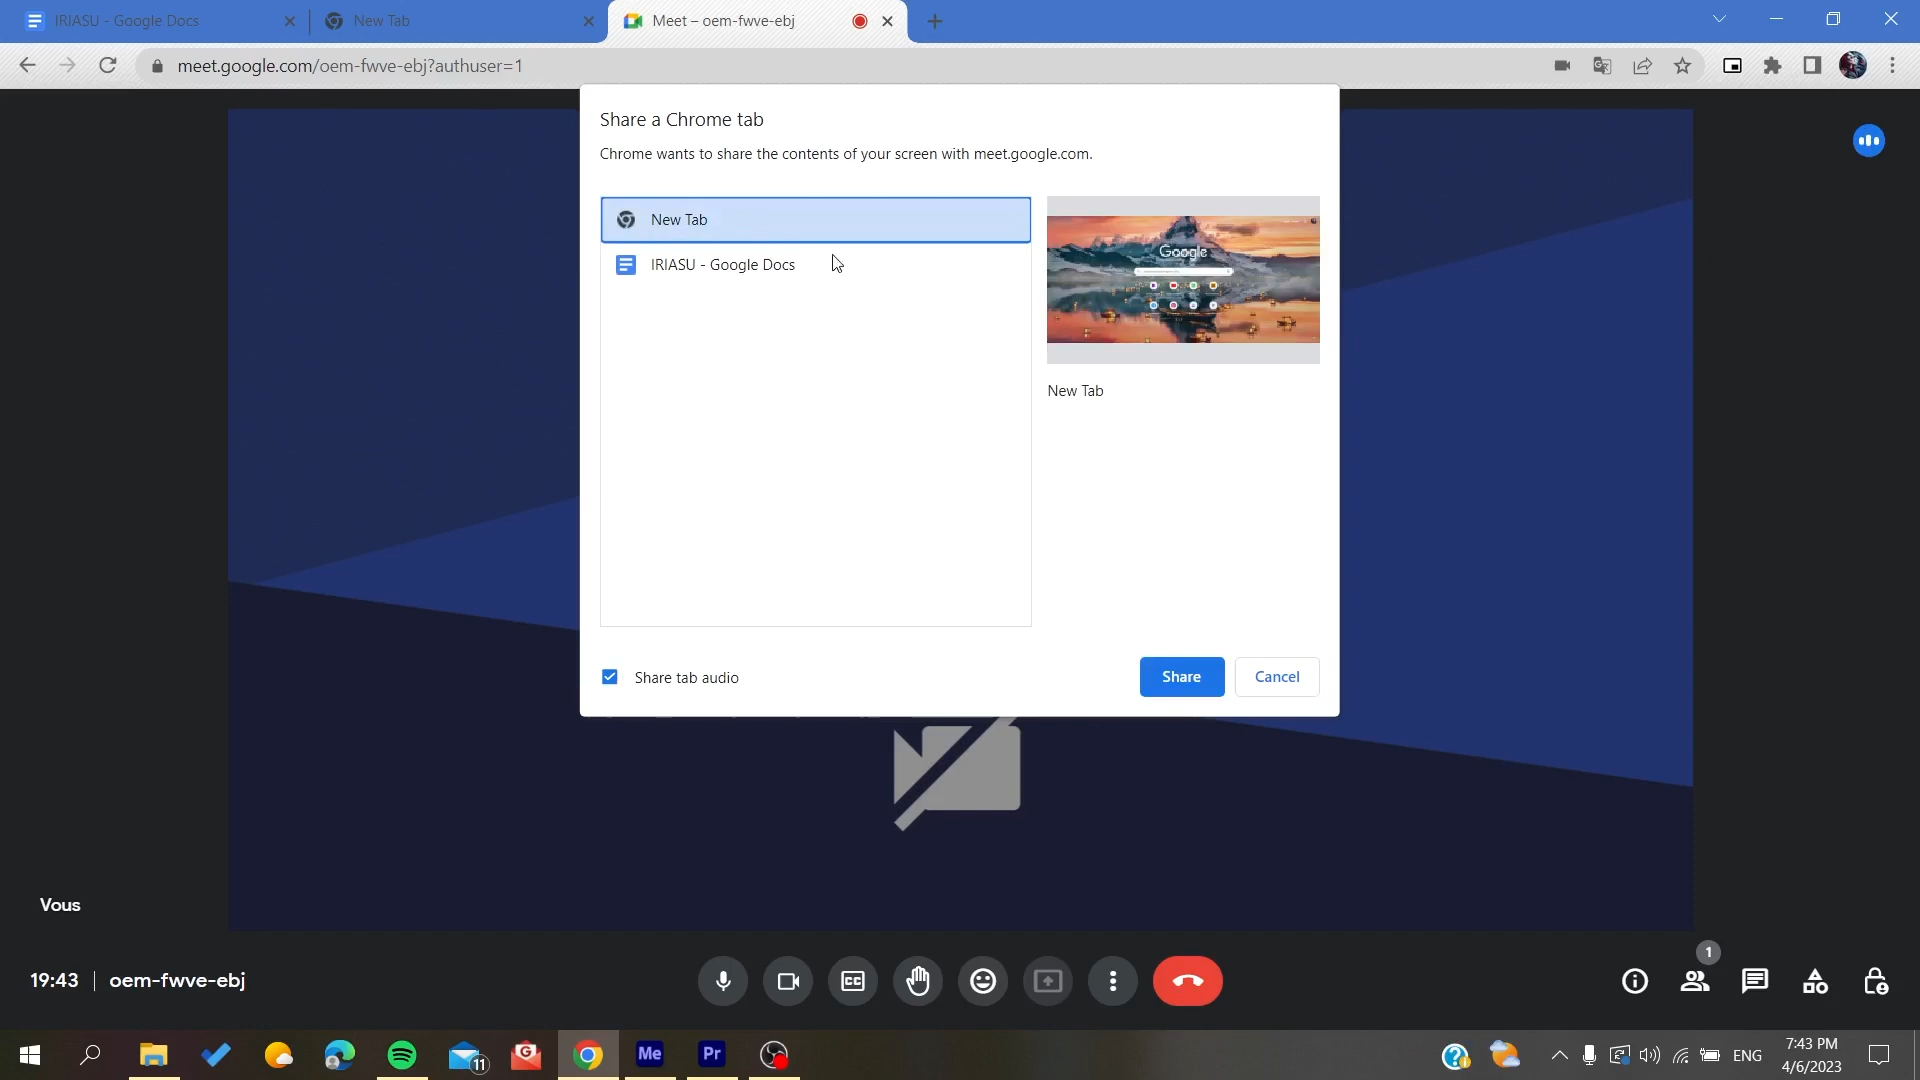 IRIASU - Google Docs
New Tab
Meet – oem-fwve-ebj
meet.google.com/oem-fwve-ebj?authuser=1
Share a Chrome tab
Chrome wants to share the contents of your screen with meet.google.com.
New Tab
IRIASU - Google Docs
Google
New Tab
Share tab audio
Share
Cancel
Vous
19:43
oem-fwve-ebj
CC
1
11
G
Me
Pr
ENG
7:43 PM
4/6/2023